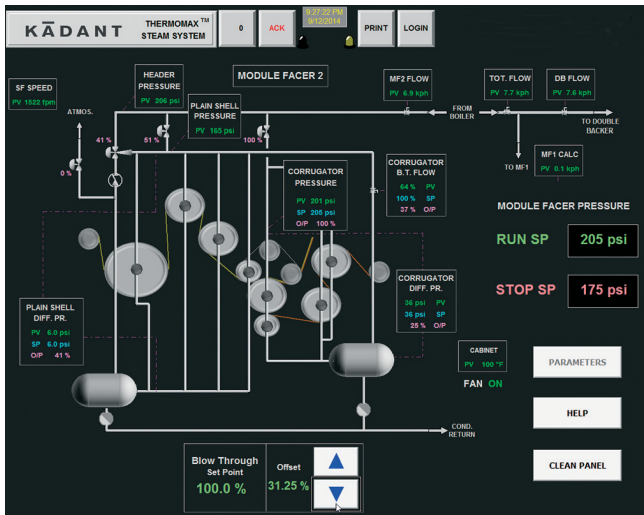 KADANT
THERMOMAX™
STEAM SYSTEM
0
ACK
9:27:22 PM
9/12/2014
PRINT
LOGIN
SF SPEED
PV 1522 fpm
HEADER
PRESSURE
PV 206 psi
MODULE FACER 2
MF2 FLOW
PV 6.9 kph
TOT. FLOW
PV 7.7 kph
DB FLOW
PV 7.6 kph
ATMOS.
PLAIN SHELL
PRESSURE
PV 165 psi
FROM
BOILER
TO DOUBLE
BACKER
41 %
51 %
100 %
0 %
TO MF1
MF1 CALC
PV 0.1 kph
CORRUGATOR
PRESSURE
PV 201 psi
SP 205 psi
O/P 100 %
CORRUGATOR
B.T. FLOW
64 % PV
100 % SP
37 % O/P
MODULE FACER PRESSURE
RUN SP 205 psi
STOP SP 175 psi
PLAIN SHELL
DIFF. PR.
PV 6.0 psi
SP 6.0 psi
O/P 41 %
CORRUGATOR
DIFF. PR.
36 psi PV
36 psi SP
25 % O/P
CABINET
PV 100 °F
FAN ON
PARAMETERS
HELP
CLEAN PANEL
COND.
RETURN
Blow Through
Set Point
100.0 %
Offset
31.25 %